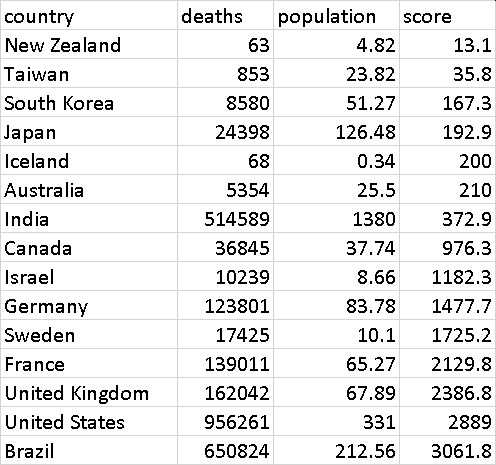 country deaths population score
New Zealand 63 4.82 13.1
Taiwan 853 23.82 35.8
South Korea 8580 51.27 167.3
Japan 24398 126.48 192.9
Iceland 68 0.34 200
Australia 5354 25.5 210
India 514589 1380 372.9
Canada 36845 37.74 976.3
Israel 10239 8.66 1182.3
Germany 123801 83.78 1477.7
Sweden 17425 10.1 1725.2
France 139011 65.27 2129.8
United Kingdom 162042 67.89 2386.8
United States 956261 331 2889
Brazil 650824 212.56 3061.8